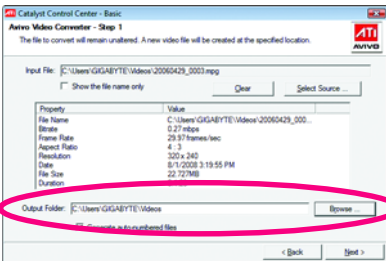 Catalyst Control Center - Basic
Avivo Video Converter - Step 1
The file to convert will remain unaltered. A new video file will be created at the specified location.
ATI
AVIVO
Input File: C:\Users\GIGABYTE\Videos\20060429_0003.mpg
Show the file name only
Clear
Select Source ...
Property Value
File Name C:\Users\GIGABYTE\Videos\20060429_000...
Bitrate 0.27 mbps
Frame Rate 29.97 frames/sec
Aspect Ratio 4 : 3
Resolution 320 x 240
Date 8/1/2008 3:19:55 PM
File Size 22.727MB
Duration
Output Folder: C:\Users\GIGABYTE\Videos
Browse ...
Generate auto-numbered files
< Back
Next >